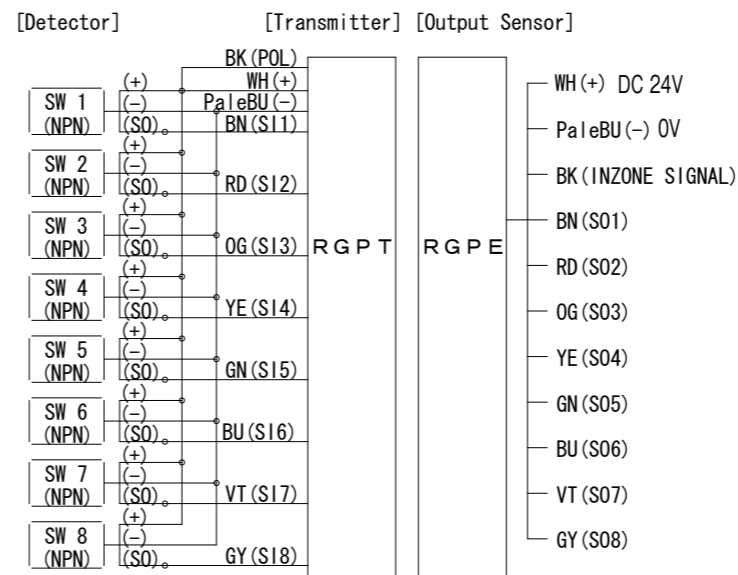 [Detector] [Transmitter] [Output Sensor]
BK(POL)
(+) WH(+)
SW 1 (-) PaleBU(-)
(NPN) (SO) BN(SI1)
(+)
SW 2 (-)
(NPN) (SO) RD(SI2)
(+)
SW 3 (-)
(NPN) (SO) OG(SI3)
(+)
SW 4 (-)
(NPN) (SO) YE(SI4)
(+)
SW 5 (-)
(NPN) (SO) GN(SI5)
(+)
SW 6 (-)
(NPN) (SO) BU(SI6)
(+)
SW 7 (-)
(NPN) (SO) VT(SI7)
(+)
SW 8 (-)
(NPN) (SO) GY(SI8)
RGPT
RGPE
WH(+) DC 24V
PaleBU(-) 0V
BK(INZONE SIGNAL)
BN(SO1)
RD(SO2)
OG(SO3)
YE(SO4)
GN(SO5)
BU(SO6)
VT(SO7)
GY(SO8)